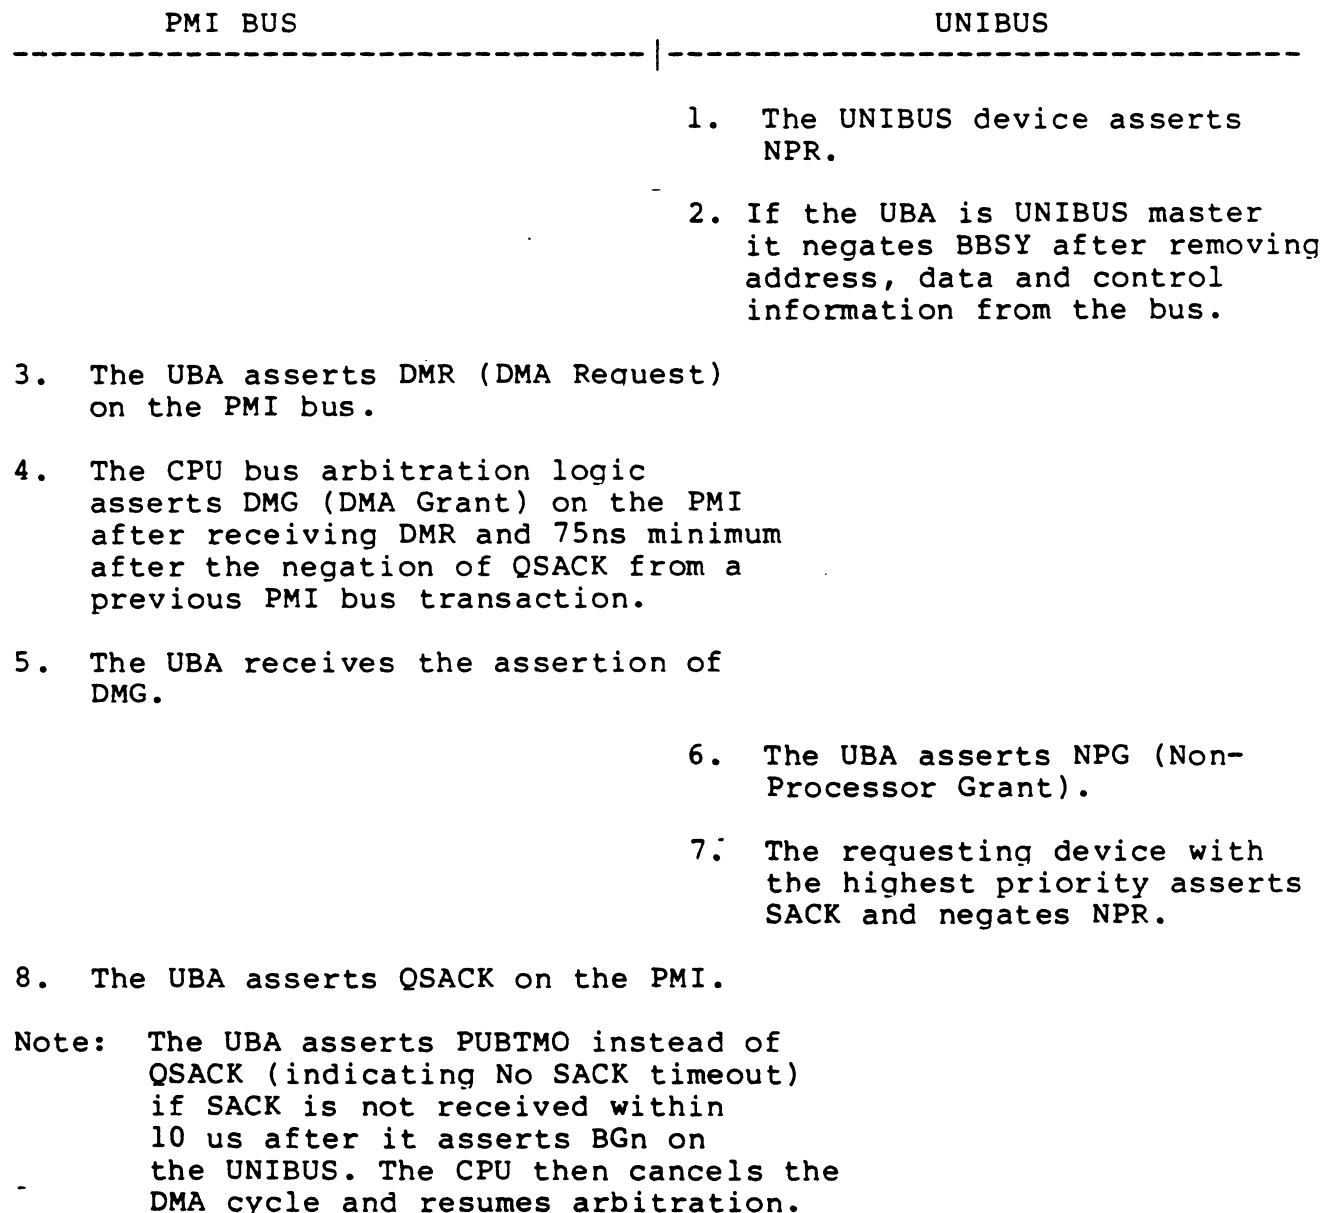 PMI BUS UNIBUS
---------------------------------|---------------------------------
1. The UNIBUS device asserts
NPR.
2. If the UBA is UNIBUS master
it negates BBSY after removing
address, data and control
information from the bus.
3. The UBA asserts DMR (DMA Request)
on the PMI bus.
4. The CPU bus arbitration logic
asserts DMG (DMA Grant) on the PMI
after receiving DMR and 75ns minimum
after the negation of QSACK from a
previous PMI bus transaction.
5. The UBA receives the assertion of
DMG.
6. The UBA asserts NPG (Non-
Processor Grant).
7. The requesting device with
the highest priority asserts
SACK and negates NPR.
8. The UBA asserts QSACK on the PMI.
Note: The UBA asserts PUBTMO instead of
QSACK (indicating No SACK timeout)
if SACK is not received within
10 us after it asserts BGn on
the UNIBUS. The CPU then cancels the
DMA cycle and resumes arbitration.